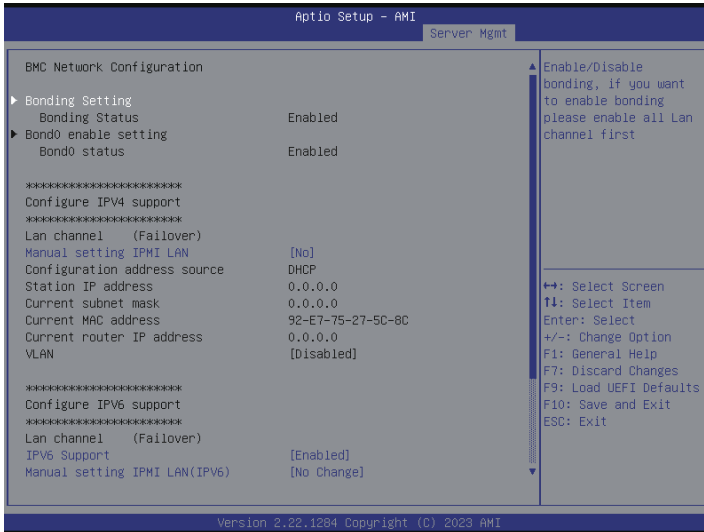 Aptio Setup – AMI
Server Mgmt
BMC Network Configuration
Bonding Setting
Bonding Status Enabled
Bond0 enable setting
Bond0 status Enabled
**********************
Configure IPV4 support
**********************
Lan channel (Failover)
Manual setting IPMI LAN [No]
Configuration address source DHCP
Station IP address 0.0.0.0
Current subnet mask 0.0.0.0
Current MAC address 92-E7-75-27-5C-8C
Current router IP address 0.0.0.0
VLAN [Disabled]
**********************
Configure IPV6 support
**********************
Lan channel (Failover)
IPV6 Support [Enabled]
Manual setting IPMI LAN(IPV6) [No Change]
Enable/Disable
bonding, if you want
to enable bonding
please enable all Lan
channel first
↔: Select Screen
↑↓: Select Item
Enter: Select
+/-: Change Option
F1: General Help
F7: Discard Changes
F9: Load UEFI Defaults
F10: Save and Exit
ESC: Exit
Version 2.22.1284 Copyright (C) 2023 AMI